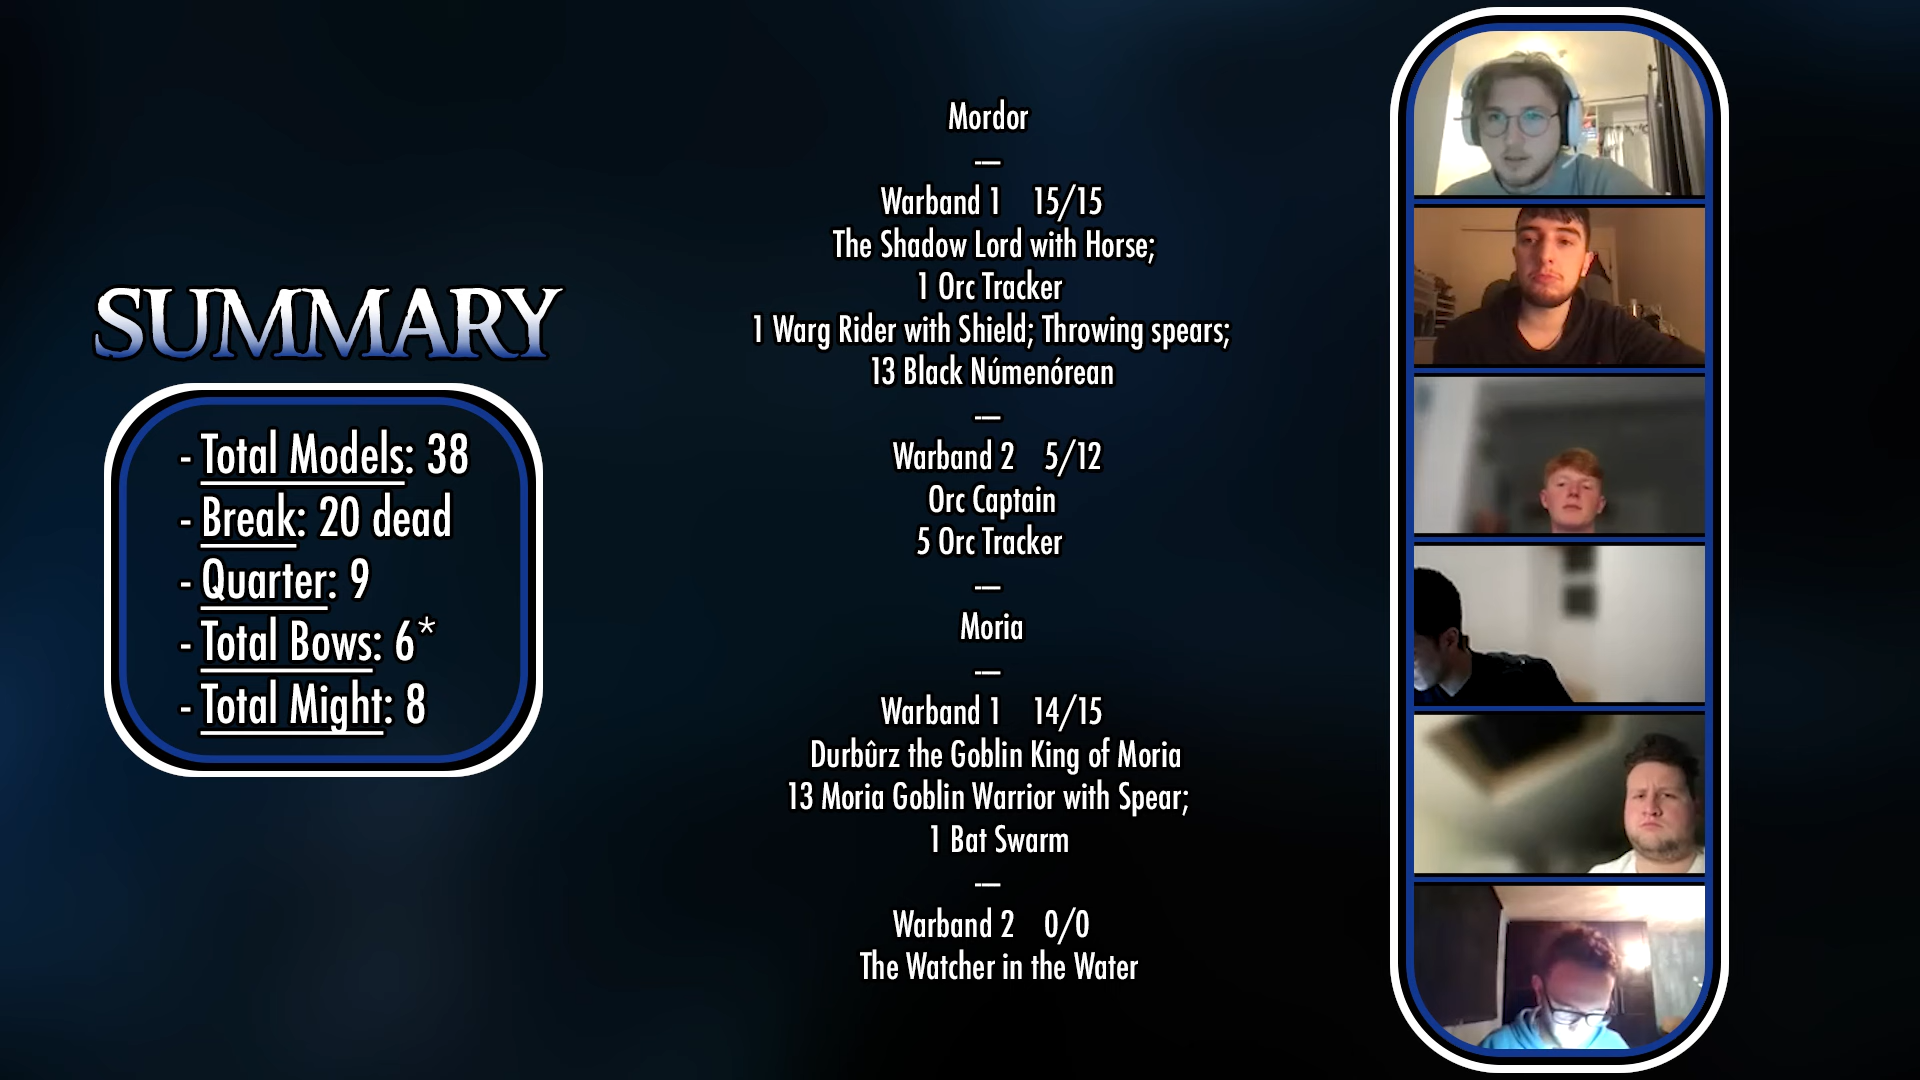 SUMMARY
- Total Models: 38
- Break: 20 dead
- Quarter: 9
- Total Bows: 6*
- Total Might: 8
Mordor
---
Warband 1 15/15
The Shadow Lord with Horse;
1 Orc Tracker
1 Warg Rider with Shield; Throwing spears;
13 Black Númenórean
---
Warband 2 5/12
Orc Captain
5 Orc Tracker
---
Moria
---
Warband 1 14/15
Durbûrz the Goblin King of Moria
13 Moria Goblin Warrior with Spear;
1 Bat Swarm
---
Warband 2 0/0
The Watcher in the Water